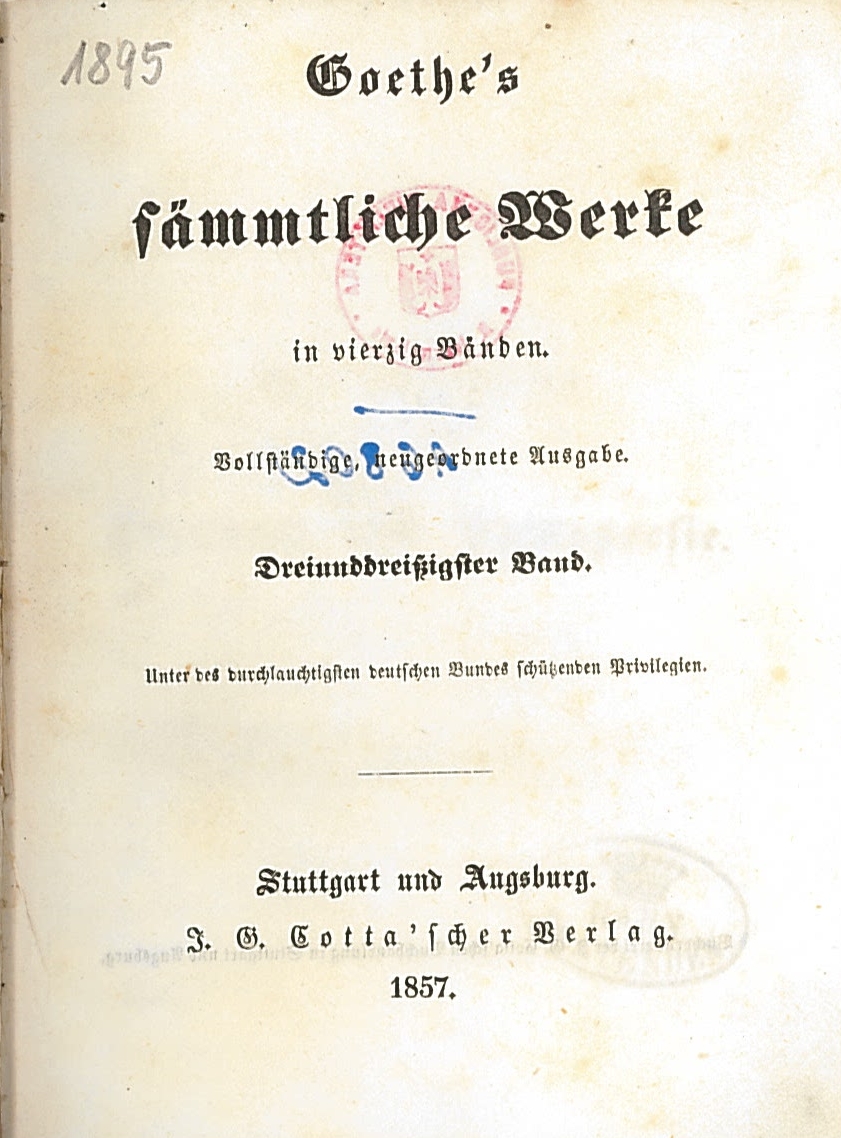 1895
Goethe's
sämmtliche Werke
in vierzig Bänden.
Vollständige, neugeordnete Ausgabe.
Dreiunddreißigster Band.
Unter des durchlauchtigsten deutschen Bundes schützenden Privilegien.
Stuttgart und Augsburg.
J. G. Cotta'scher Verlag.
1857.